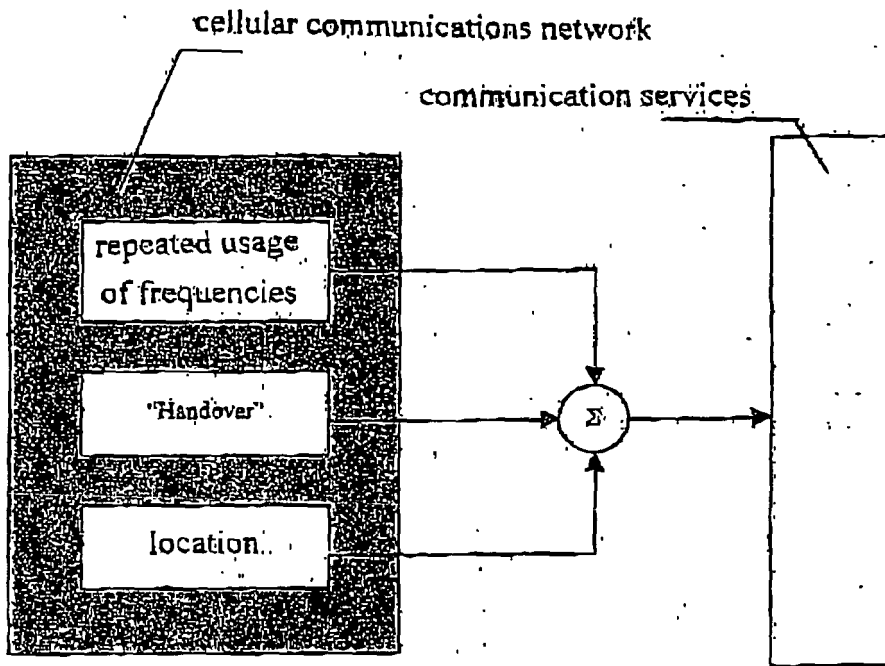 cellular communications network
communication services
repeated usage
of frequencies
"Handover"
location
Σ